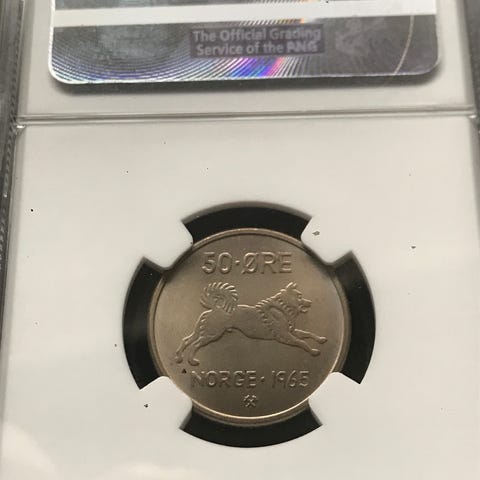 The Official Grading
Service of the PNG
50·ØRE
NORGE·1965